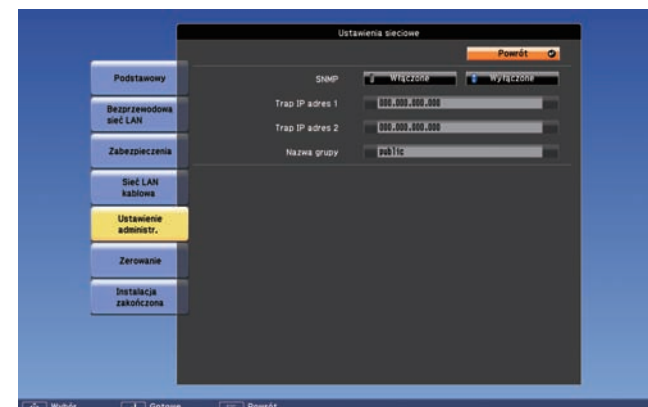 Ustawienia sieciowe
Powrót
Podstawowy
Bezprzewodowa
sieć LAN
Zabezpieczenia
Sieć LAN
kablowa
Ustawienie
administr.
Zerowanie
Instalacja
zakończona
SNMP Włączone Wyłączone
Trap IP adres 1 000.000.000.000
Trap IP adres 2 000.000.000.000
Nazwa grupy public
Wybór Gotowe Powrót